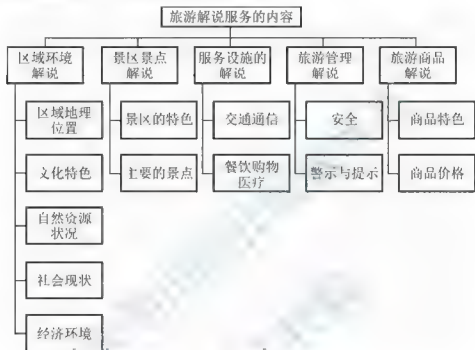 旅游解说服务的内容
区域环境
解说
景区景点
解说
服务设施的
解说
旅游管理
解说
旅游商品
解说
区域地理
位置
景区的特色
交通通信
安全
商品特色
文化特色
主要的景点
餐饮购物
医疗
警示与提示
商品价格
自然资源
状况
社会现状
经济环境